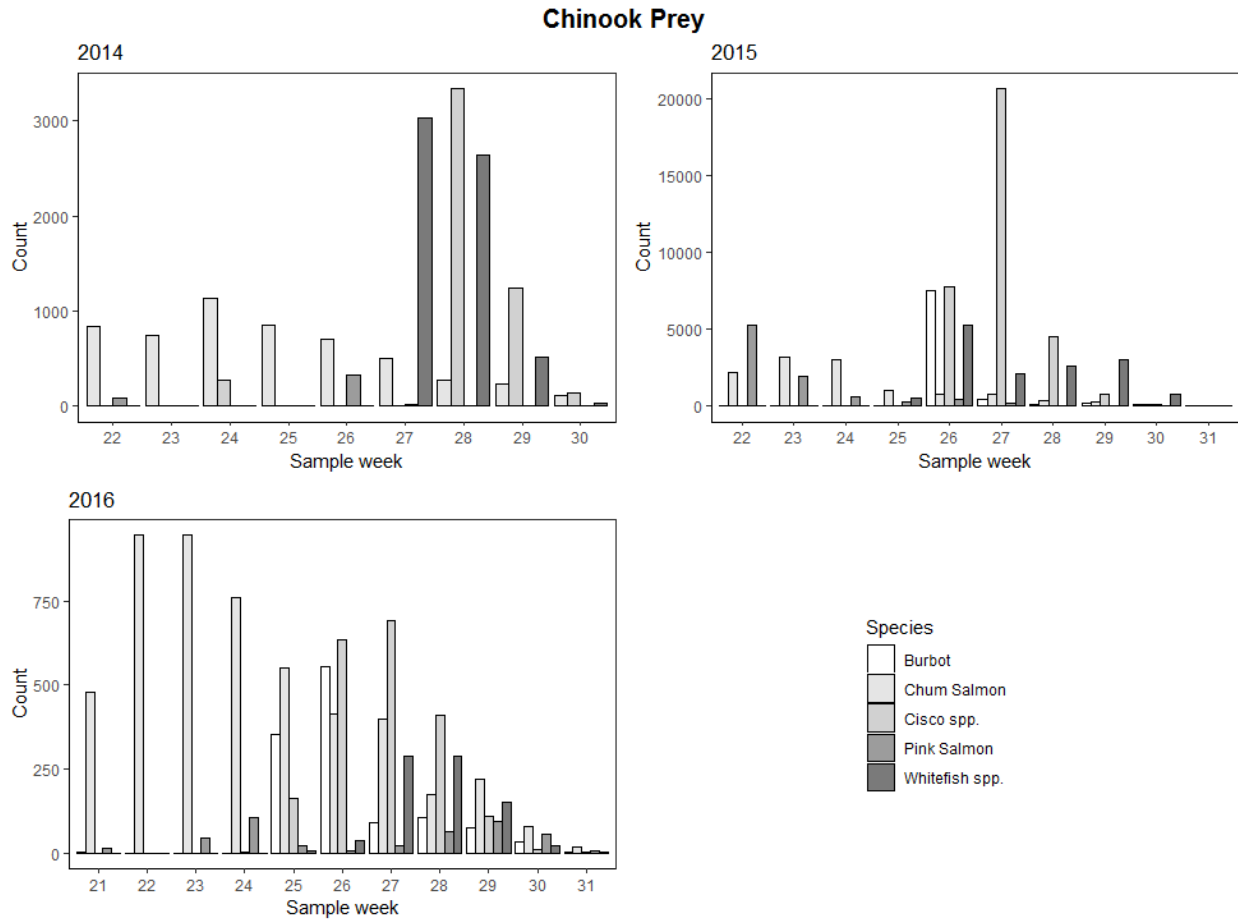 Chinook Prey
2014
3000
2000
1000
0
Count
22 23 24 25 26 27 28 29 30
Sample week
2015
20000
15000
10000
5000
0
Count
22 23 24 25 26 27 28 29 30 31
Sample week
2016
750
500
250
0
Count
21 22 23 24 25 26 27 28 29 30 31
Sample week
Species
Burbot
Chum Salmon
Cisco spp.
Pink Salmon
Whitefish spp.